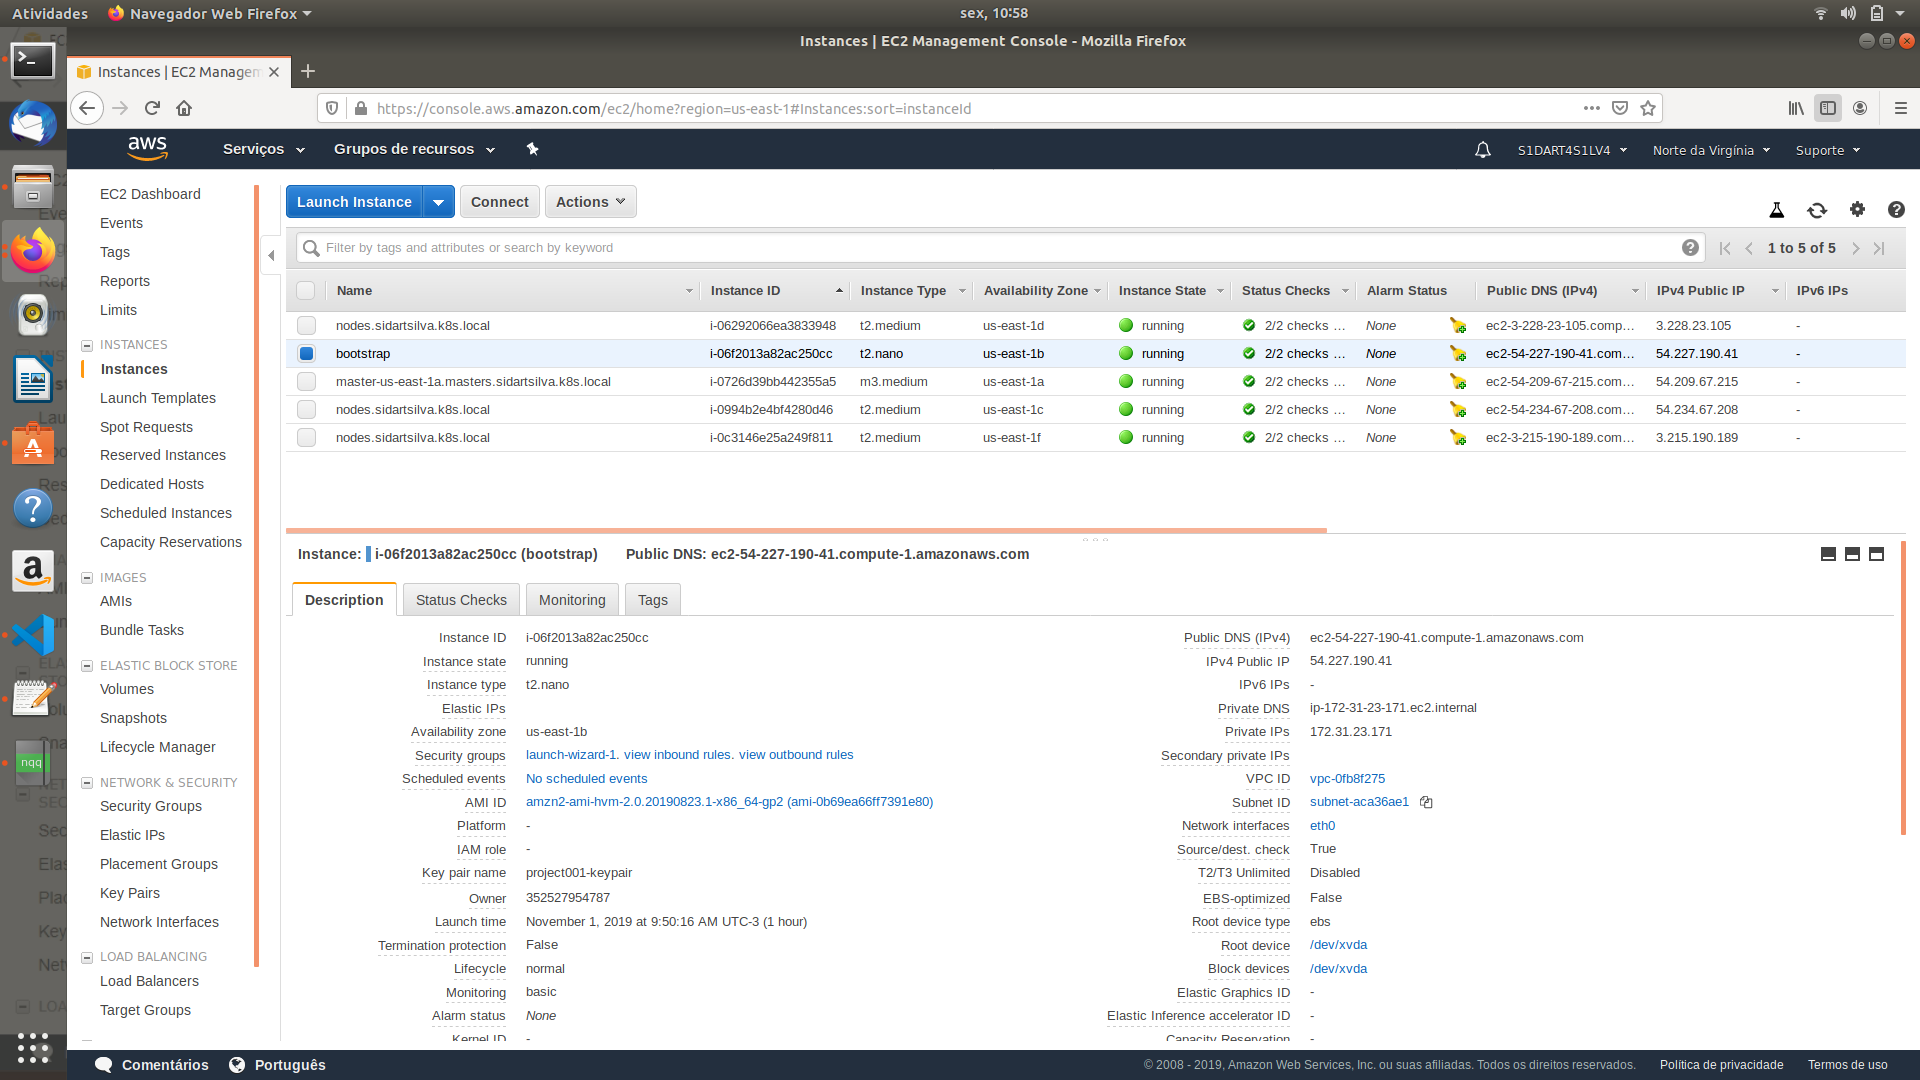 Atividades
Navegador Web Firefox
sex, 10:58
Instances | EC2 Management Console - Mozilla Firefox
Instances | EC2 Managem
https://console.aws.amazon.com/ec2/home?region=us-east-1#Instances:sort=instanceId
aws
Serviços
Grupos de recursos
S1DART4S1LV4
Norte da Virgínia
Suporte
EC2 Dashboard
Events
Tags
Reports
Limits
INSTANCES
Instances
Launch Templates
Spot Requests
Reserved Instances
Dedicated Hosts
Scheduled Instances
Capacity Reservations
IMAGES
AMIs
Bundle Tasks
ELASTIC BLOCK STORE
Volumes
Snapshots
Lifecycle Manager
NETWORK & SECURITY
Security Groups
Elastic IPs
Placement Groups
Key Pairs
Network Interfaces
LOAD BALANCING
Load Balancers
Target Groups
Launch Instance
Connect
Actions
Filter by tags and attributes or search by keyword
1 to 5 of 5
Name Instance ID Instance Type Availability Zone Instance State Status Checks Alarm Status Public DNS (IPv4) IPv4 Public IP IPv6 IPs
nodes.sidartsilva.k8s.local i-06292066ea3833948 t2.medium us-east-1d running 2/2 checks ... None ec2-3-228-23-105.comp... 3.228.23.105 -
bootstrap i-06f2013a82ac250cc t2.nano us-east-1b running 2/2 checks ... None ec2-54-227-190-41.com... 54.227.190.41 -
master-us-east-1a.masters.sidartsilva.k8s.local i-0726d39bb442355a5 m3.medium us-east-1a running 2/2 checks ... None ec2-54-209-67-215.com... 54.209.67.215 -
nodes.sidartsilva.k8s.local i-0994b2e4bf4280d46 t2.medium us-east-1c running 2/2 checks ... None ec2-54-234-67-208.com... 54.234.67.208 -
nodes.sidartsilva.k8s.local i-0c3146e25a249f811 t2.medium us-east-1f running 2/2 checks ... None ec2-3-215-190-189.com... 3.215.190.189 -
Instance: i-06f2013a82ac250cc (bootstrap) Public DNS: ec2-54-227-190-41.compute-1.amazonaws.com
Description Status Checks Monitoring Tags
Instance ID i-06f2013a82ac250cc
Instance state running
Instance type t2.nano
Elastic IPs
Availability zone us-east-1b
Security groups launch-wizard-1. view inbound rules. view outbound rules
Scheduled events No scheduled events
AMI ID amzn2-ami-hvm-2.0.20190823.1-x86_64-gp2 (ami-0b69ea66ff7391e80)
Platform -
IAM role -
Key pair name project001-keypair
Owner 352527954787
Launch time November 1, 2019 at 9:50:16 AM UTC-3 (1 hour)
Termination protection False
Lifecycle normal
Monitoring basic
Alarm status None
Kernel ID -
Public DNS (IPv4) ec2-54-227-190-41.compute-1.amazonaws.com
IPv4 Public IP 54.227.190.41
IPv6 IPs -
Private DNS ip-172-31-23-171.ec2.internal
Private IPs 172.31.23.171
Secondary private IPs
VPC ID vpc-0fb8f275
Subnet ID subnet-aca36ae1
Network interfaces eth0
Source/dest. check True
T2/T3 Unlimited Disabled
EBS-optimized False
Root device type ebs
Root device /dev/xvda
Block devices /dev/xvda
Elastic Graphics ID -
Elastic Inference accelerator ID -
Capacity Reservation -
nqq
Comentários
Português
© 2008 - 2019, Amazon Web Services, Inc. ou suas afiliadas. Todos os direitos reservados.
Política de privacidade
Termos de uso